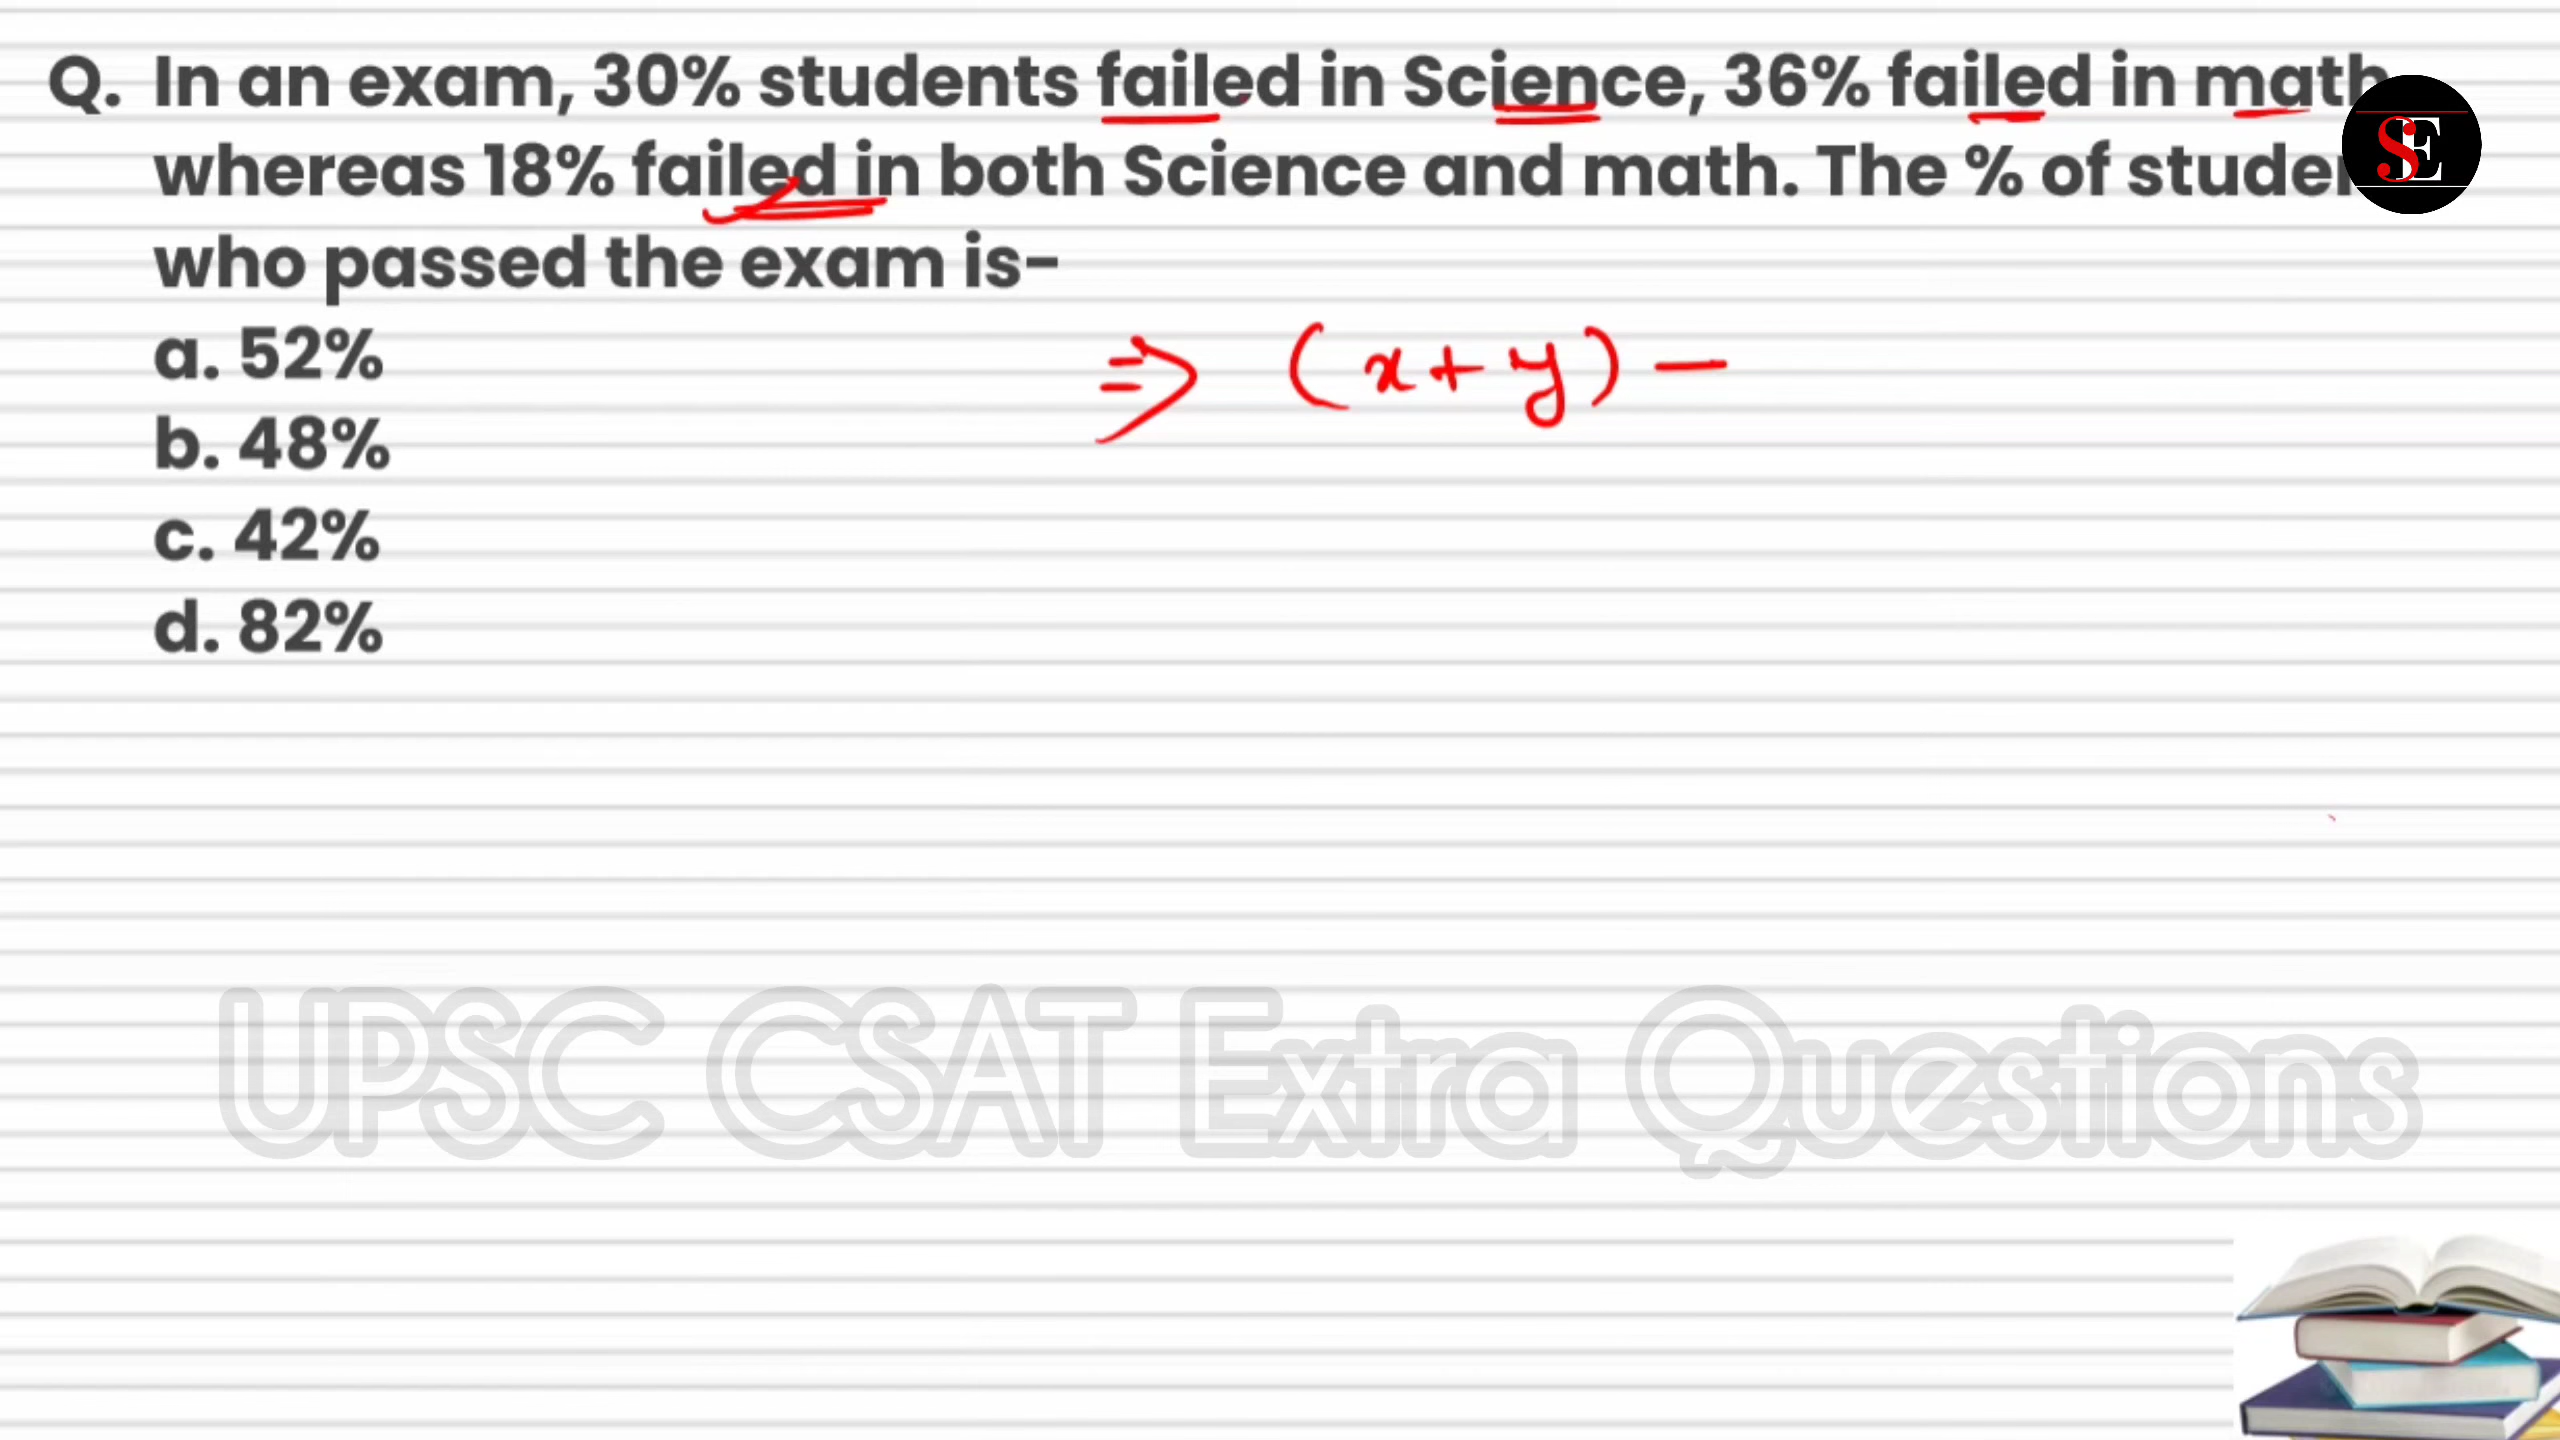 Q. In an exam, 30% students failed in Science, 36% failed in math
whereas 18% failed in both Science and math. The % of
who passed the exam is-
a. 52%
⇒ (x+y) –
b. 48%
c. 42%
d. 82%
UPSC CSAT Extra Questions
SE